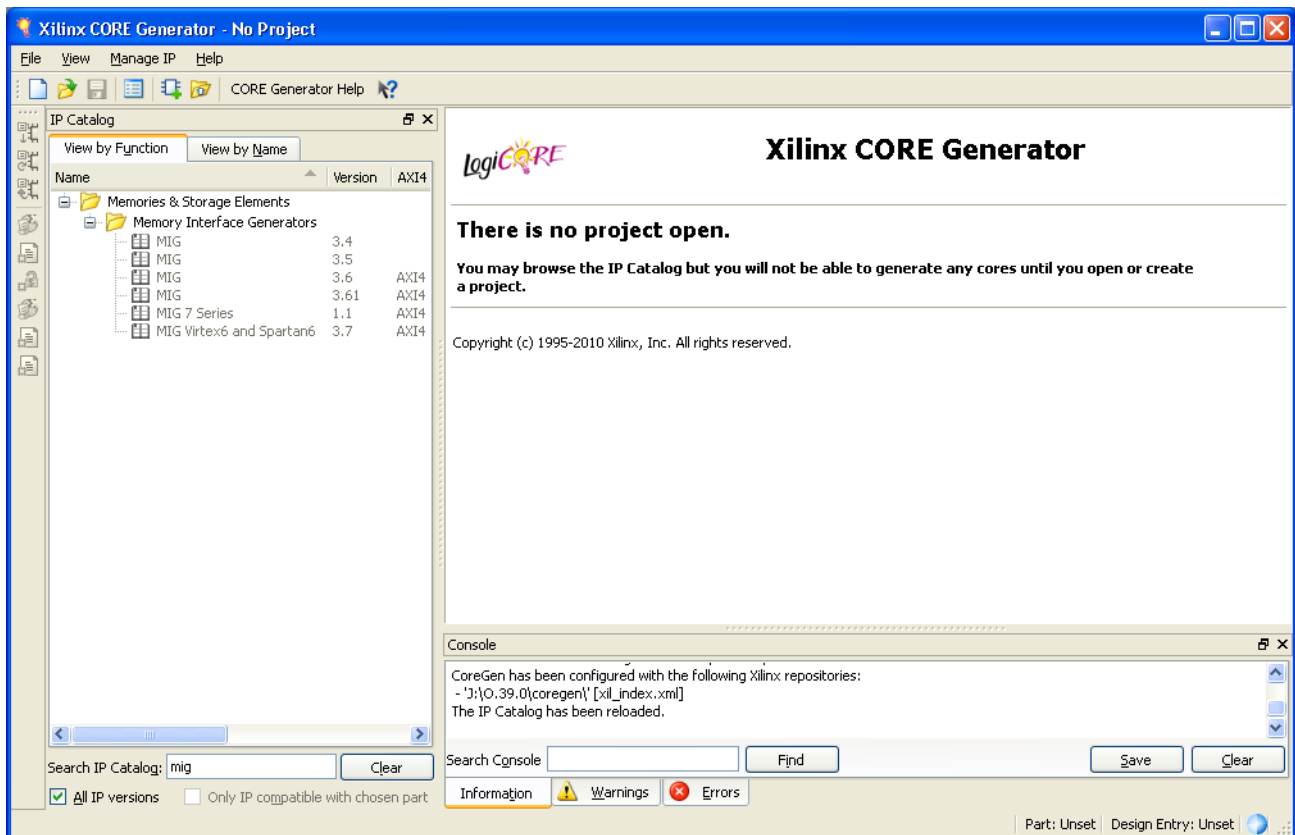 Xilinx CORE Generator - No Project
File View Manage IP Help
CORE Generator Help
IP Catalog
View by Function View by Name
Name Version AXI4
Memories & Storage Elements
Memory Interface Generators
MIG 3.4
MIG 3.5
MIG 3.6 AXI4
MIG 3.61 AXI4
MIG 7 Series 1.1 AXI4
MIG Virtex6 and Spartan6 3.7 AXI4
Search IP Catalog: mig Clear
All IP versions Only IP compatible with chosen part
LogiCORE
Xilinx CORE Generator
There is no project open.
You may browse the IP Catalog but you will not be able to generate any cores until you open or create
a project.
Copyright (c) 1995-2010 Xilinx, Inc. All rights reserved.
Console
CoreGen has been configured with the following Xilinx repositories:
- 'J:\O.39.0\coregen\' [xil_index.xml]
The IP Catalog has been reloaded.
Search Console Find Save Clear
Information Warnings Errors
Part: Unset Design Entry: Unset